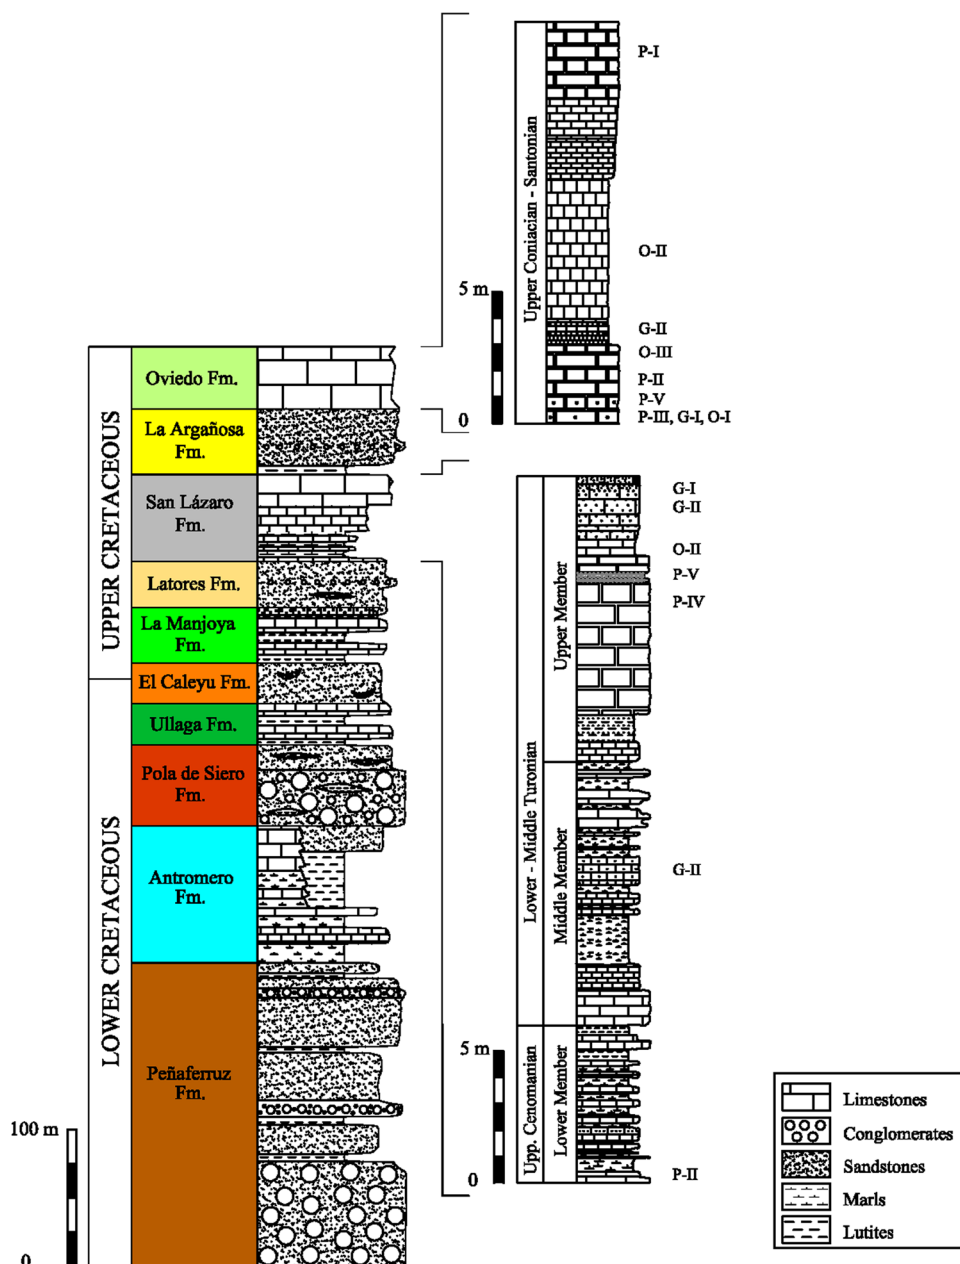 UPPER CRETACEOUS
LOWER CRETACEOUS
Oviedo Fm.
La Argañosa
Fm.
San Lázaro
Fm.
Latores Fm.
La Manjoya
Fm.
El Caleyu Fm.
Ullaga Fm.
Pola de Siero
Fm.
Antromero
Fm.
Peñaferruz
Fm.
100 m
0
5 m
0
Upper Coniacian - Santonian
P-I
O-II
G-II
O-III
P-II
P-V
P-III, G-I, O-I
Lower - Middle Turonian
Upp. Cenomanian
Upper Member
Middle Member
Lower Member
G-I
G-II
O-II
P-V
P-IV
G-II
P-II
5 m
0
Limestones
Conglomerates
Sandstones
Marls
Lutites